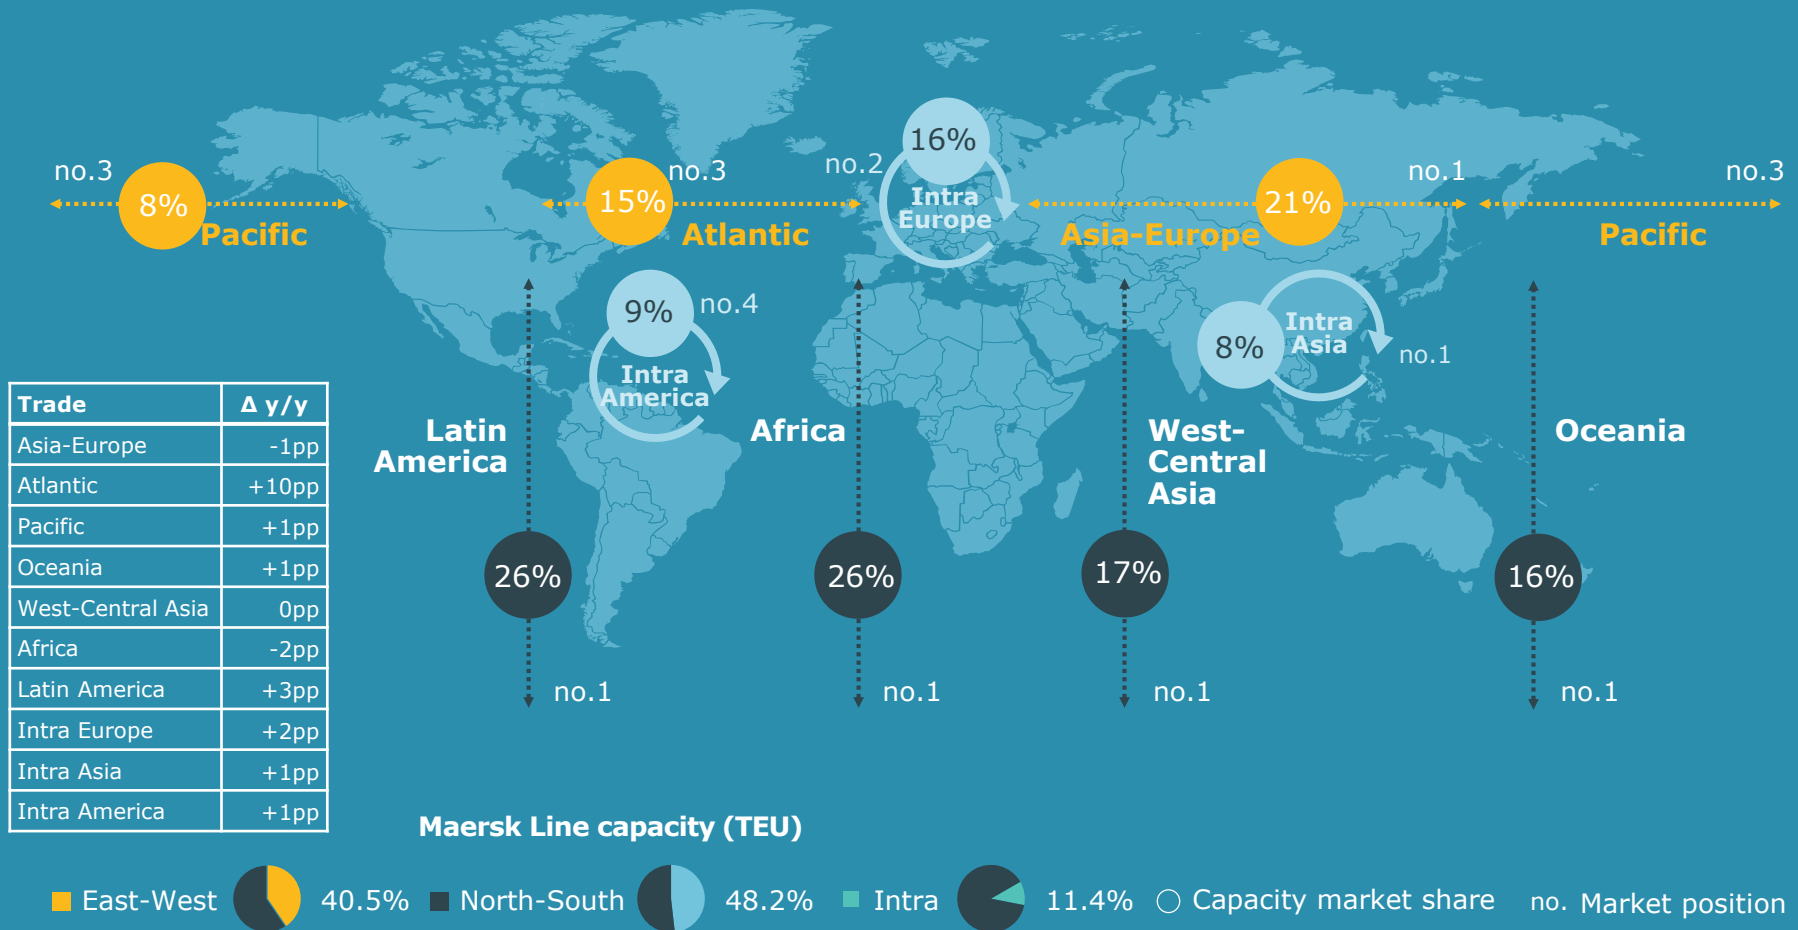 16%
no.3
8%
Pacific
no.3
15%
Atlantic
no.2
Intra
Europe
no.1
21%
Asia-Europe
no.3
Pacific
9%
no.4
Intra
America
8%
Intra
Asia
no.1
Trade Δ y/y
Asia-Europe -1pp
Atlantic +10pp
Pacific +1pp
Oceania +1pp
West-Central Asia 0pp
Africa -2pp
Latin America +3pp
Intra Europe +2pp
Intra Asia +1pp
Intra America +1pp
Latin
America
26%
no.1
Africa
26%
no.1
West-
Central
Asia
17%
no.1
Oceania
16%
no.1
Maersk Line capacity (TEU)
East-West 40.5% North-South 48.2% Intra 11.4% Capacity market share no. Market position